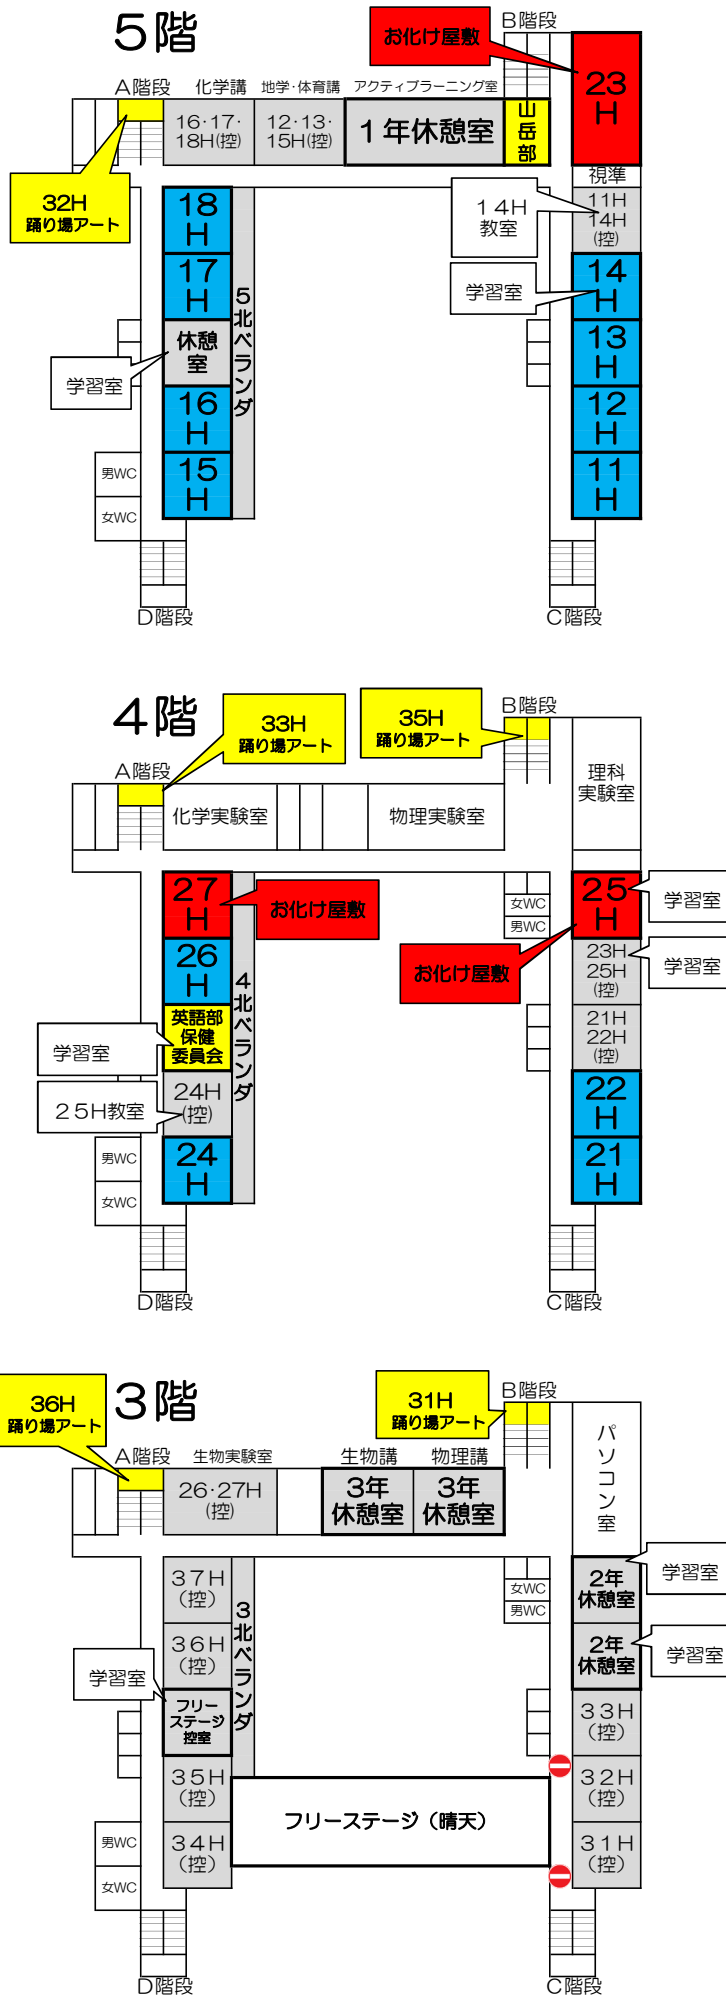 5階
お化け屋敷
B階段
23
H
A階段
化学講
地学・体育講
アクティブラーニング室
16・17・
18H(控)
12・13・
15H(控)
1年休憩室
山岳部
視準
32H
踊り場アート
14H
教室
11H
14H
(控)
18
H
17
H
休憩
室
16
H
15
H
5北ベランダ
学習室
学習室
14
H
13
H
12
H
11
H
男WC
女WC
D階段
C階段
4階
33H
踊り場アート
35H
踊り場アート
B階段
A階段
化学実験室
物理実験室
理科
実験室
27
H
お化け屋敷
26
H
英語部
保健
委員会
24H
(控)
24
H
4北ベランダ
学習室
25H教室
女WC
男WC
25
H
学習室
お化け屋敷
23H
25H
(控)
学習室
21H
22H
(控)
22
H
21
H
男WC
女WC
D階段
C階段
3階
36H
踊り場アート
31H
踊り場アート
B階段
A階段
生物実験室
生物講
物理講
26・27H
(控)
3年
休憩室
3年
休憩室
パソコン室
37H
(控)
36H
(控)
フリー
ステージ
控室
35H
(控)
34H
(控)
3北ベランダ
学習室
女WC
男WC
2年
休憩室
学習室
2年
休憩室
学習室
33H
(控)
32H
(控)
31H
(控)
フリーステージ（晴天）
男WC
女WC
D階段
C階段